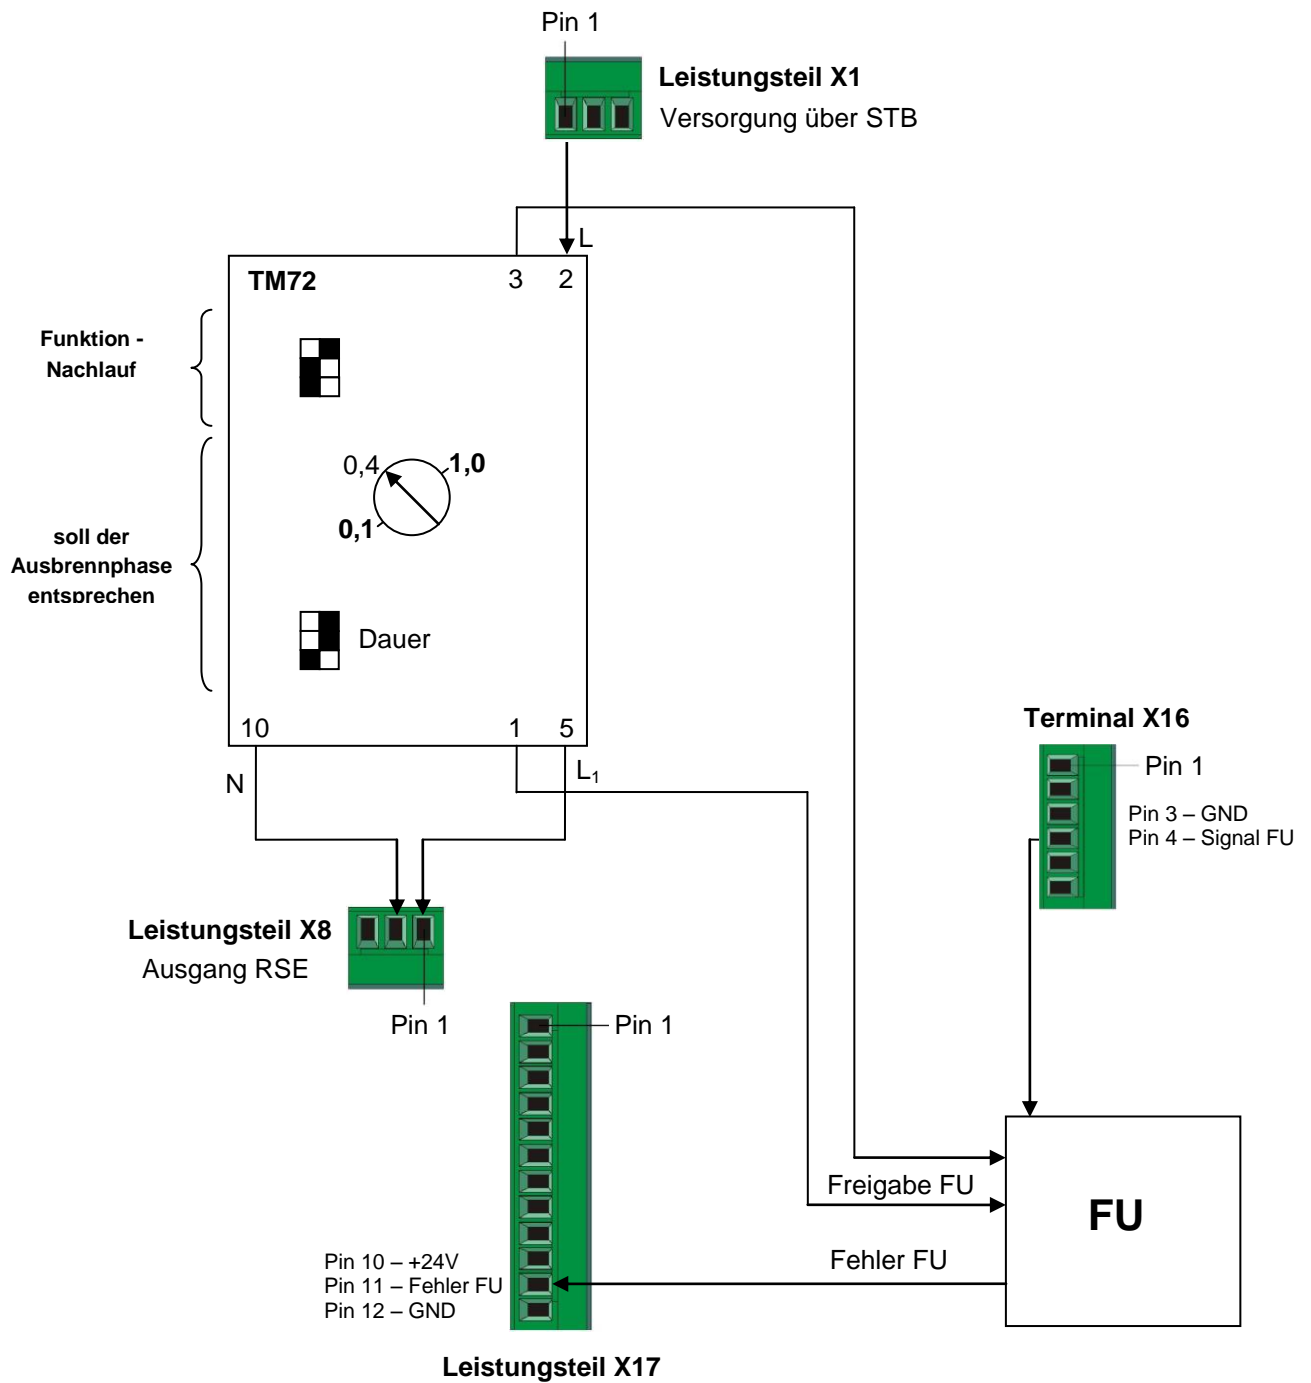 Pin 1
Leistungsteil X1
Versorgung über STB
L
TM72
3
2
Funktion -
Nachlauf
0,4
1,0
0,1
soll der
Ausbrennphase
entsprechen
Dauer
10
1
5
N
L₁
Terminal X16
Pin 1
Pin 3 – GND
Pin 4 – Signal FU
Leistungsteil X8
Ausgang RSE
Pin 1
Pin 1
Freigabe FU
FU
Fehler FU
Pin 10 – +24V
Pin 11 – Fehler FU
Pin 12 – GND
Leistungsteil X17